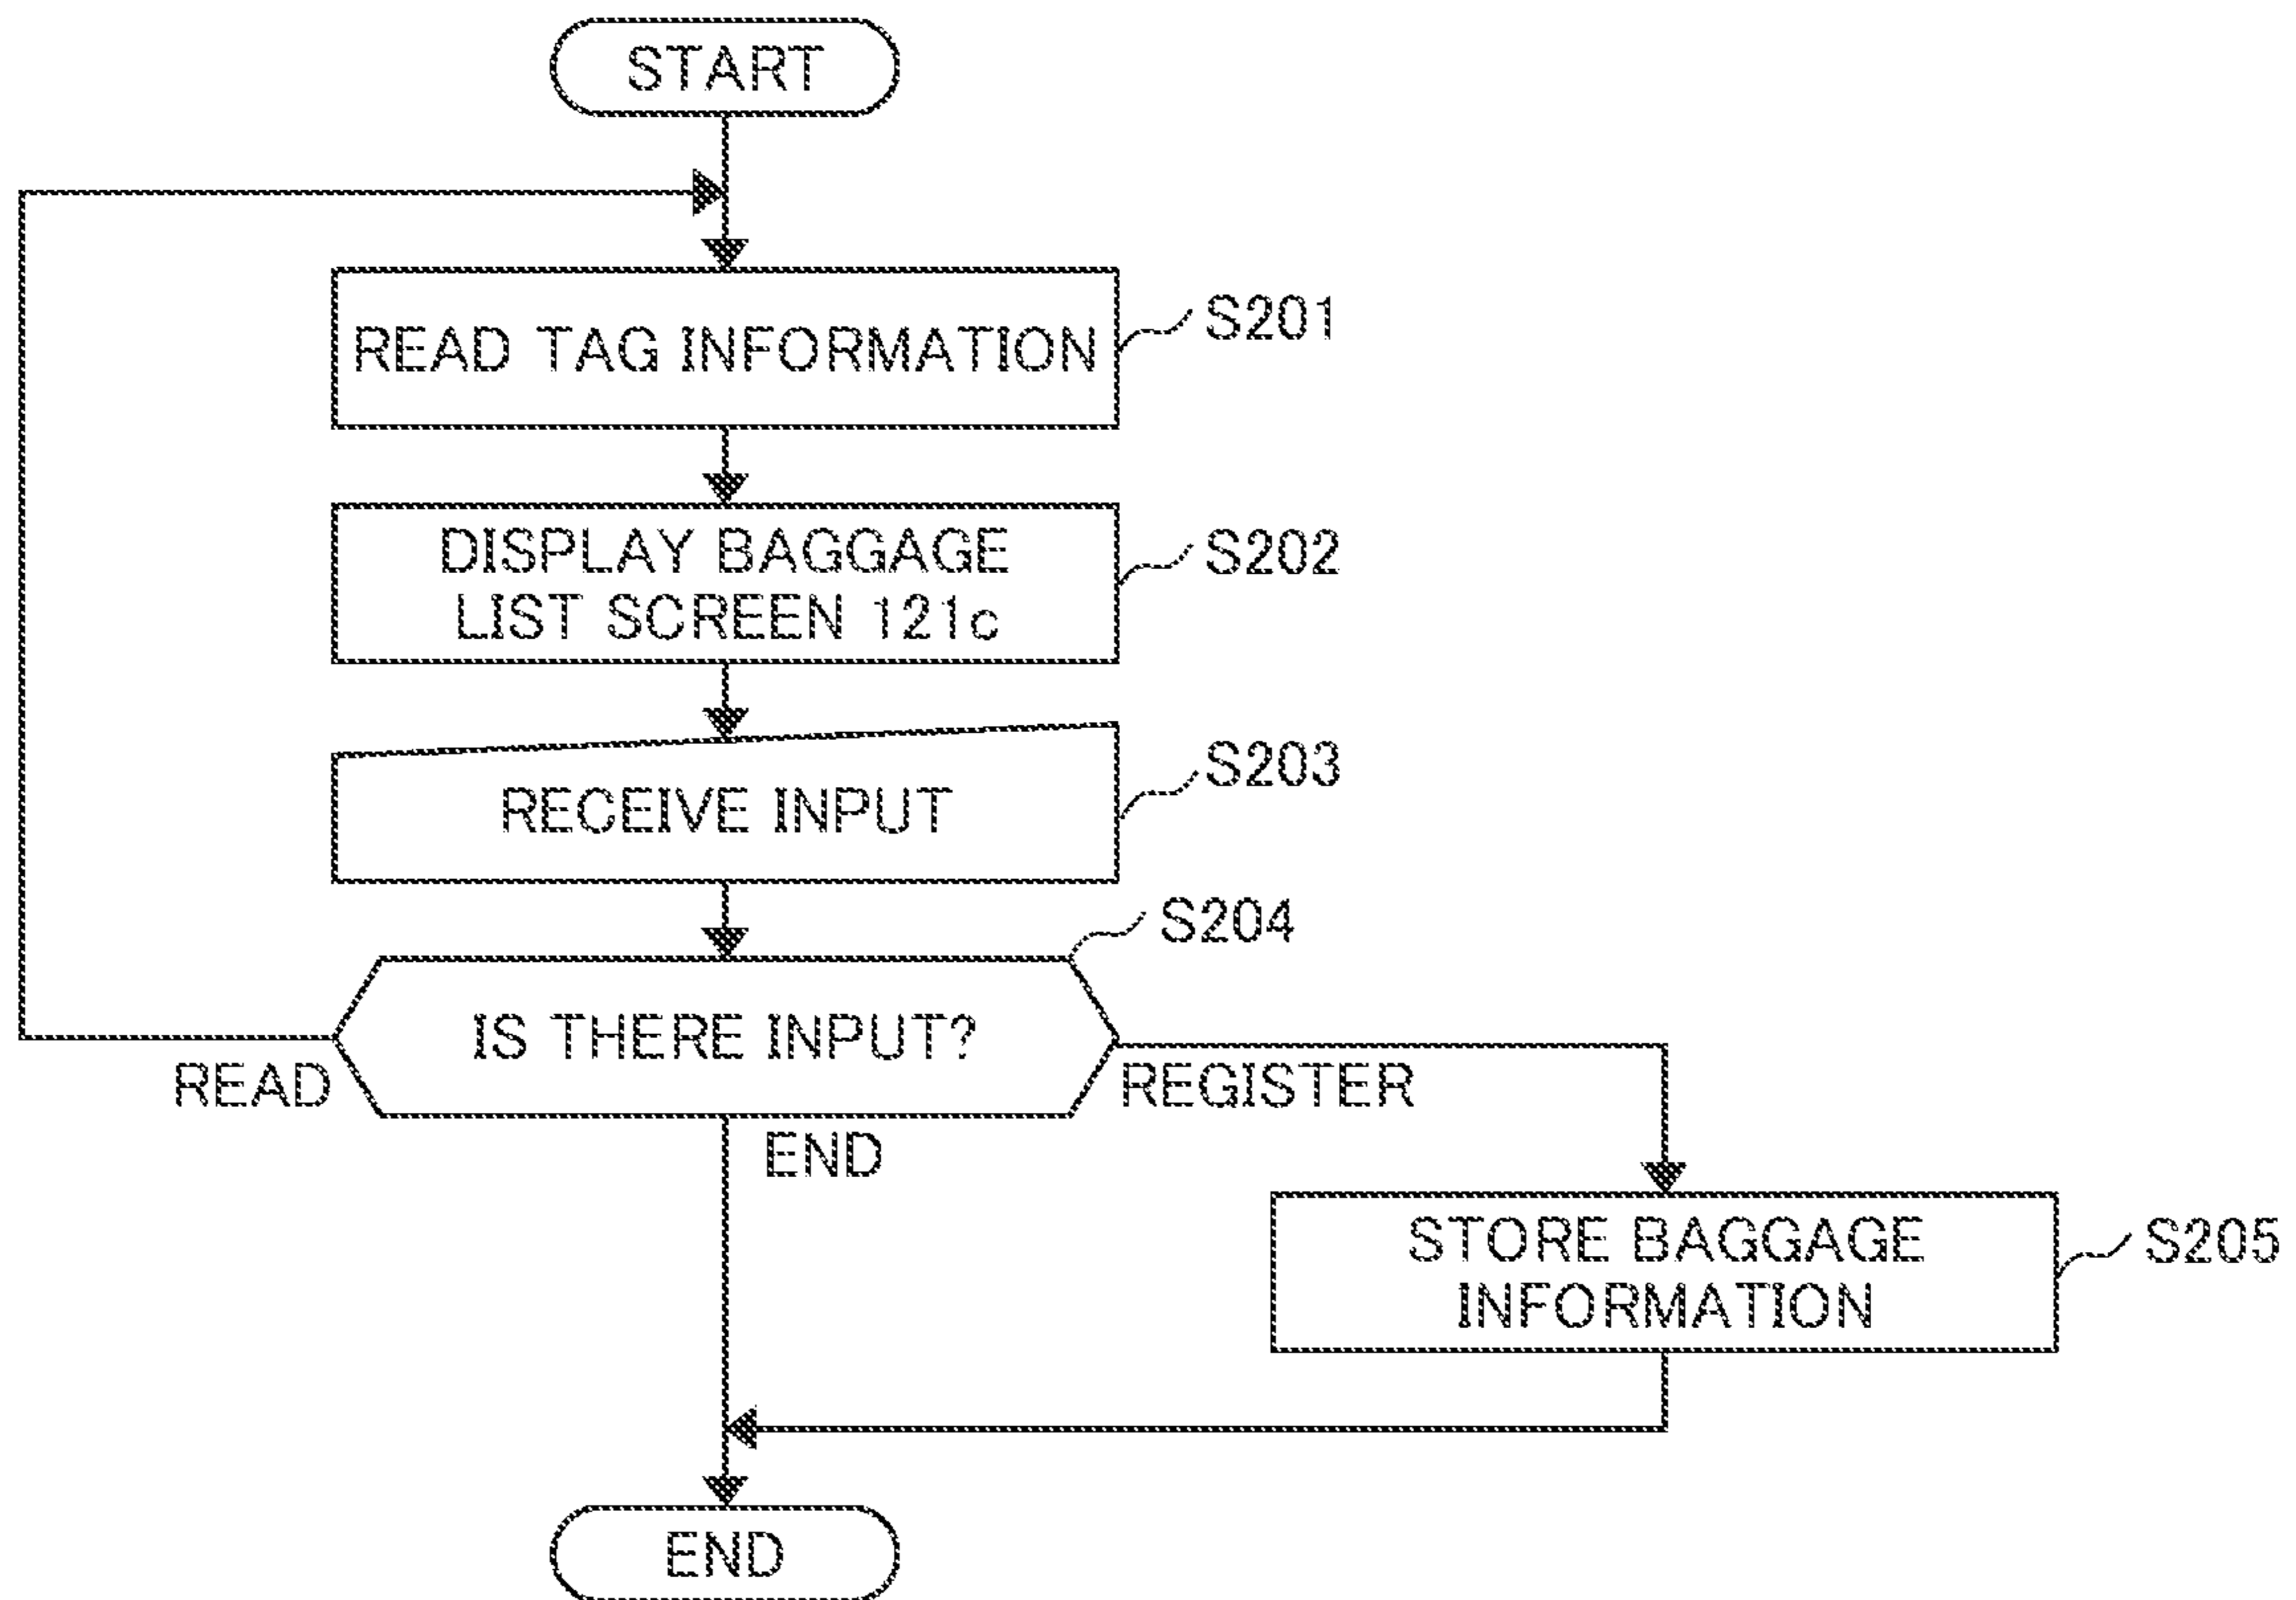 START
READ TAG INFORMATION
S201
DISPLAY BAGGAGE
LIST SCREEN 121c
S202
RECEIVE INPUT
S203
S204
IS THERE INPUT?
READ
REGISTER
END
STORE BAGGAGE
INFORMATION
S205
END